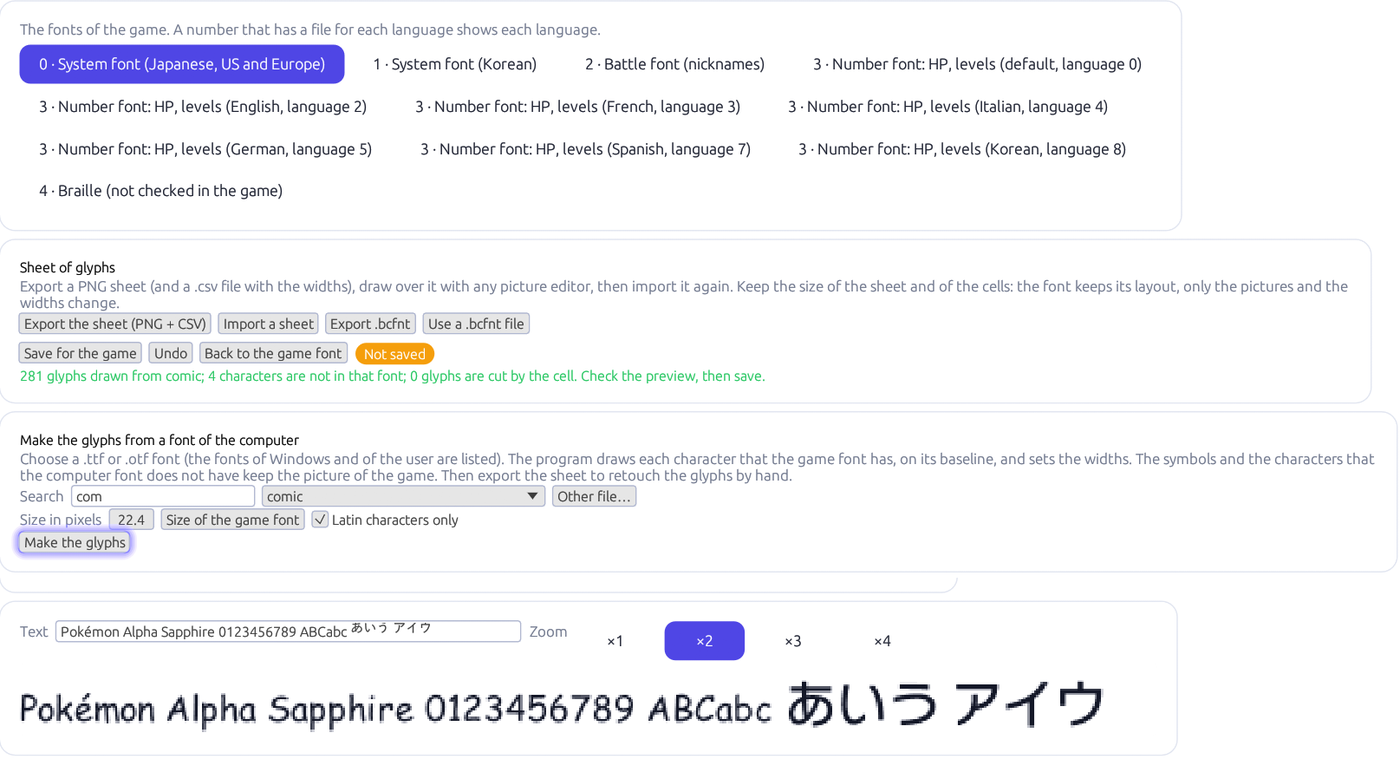 The fonts of the game. A number that has a file for each language shows each language.
0 · System font (Japanese, US and Europe) 1 · System font (Korean) 2 · Battle font (nicknames) 3 · Number font: HP, levels (default, language 0)
3 · Number font: HP, levels (English, language 2) 3 · Number font: HP, levels (French, language 3) 3 · Number font: HP, levels (Italian, language 4)
3 · Number font: HP, levels (German, language 5) 3 · Number font: HP, levels (Spanish, language 7) 3 · Number font: HP, levels (Korean, language 8)
4 · Braille (not checked in the game)
Sheet of glyphs
Export a PNG sheet (and a .csv file with the widths), draw over it with any picture editor, then import it again. Keep the size of the sheet and of the cells: the font keeps its layout, only the pictures and the
widths change.
Export the sheet (PNG + CSV) Import a sheet Export .bcfnt Use a .bcfnt file
Save for the game Undo Back to the game font Not saved
281 glyphs drawn from comic; 4 characters are not in that font; 0 glyphs are cut by the cell. Check the preview, then save.
Make the glyphs from a font of the computer
Choose a .ttf or .otf font (the fonts of Windows and of the user are listed). The program draws each character that the game font has, on its baseline, and sets the widths. The symbols and the characters that
the computer font does not have keep the picture of the game. Then export the sheet to retouch the glyphs by hand.
Search com comic Other file…
Size in pixels 22.4 Size of the game font Latin characters only
Make the glyphs
Text Pokémon Alpha Sapphire 0123456789 ABCabc あいう アイウ Zoom ×1 ×2 ×3 ×4
Pokémon Alpha Sapphire 0123456789 ABCabc あいう アイウ